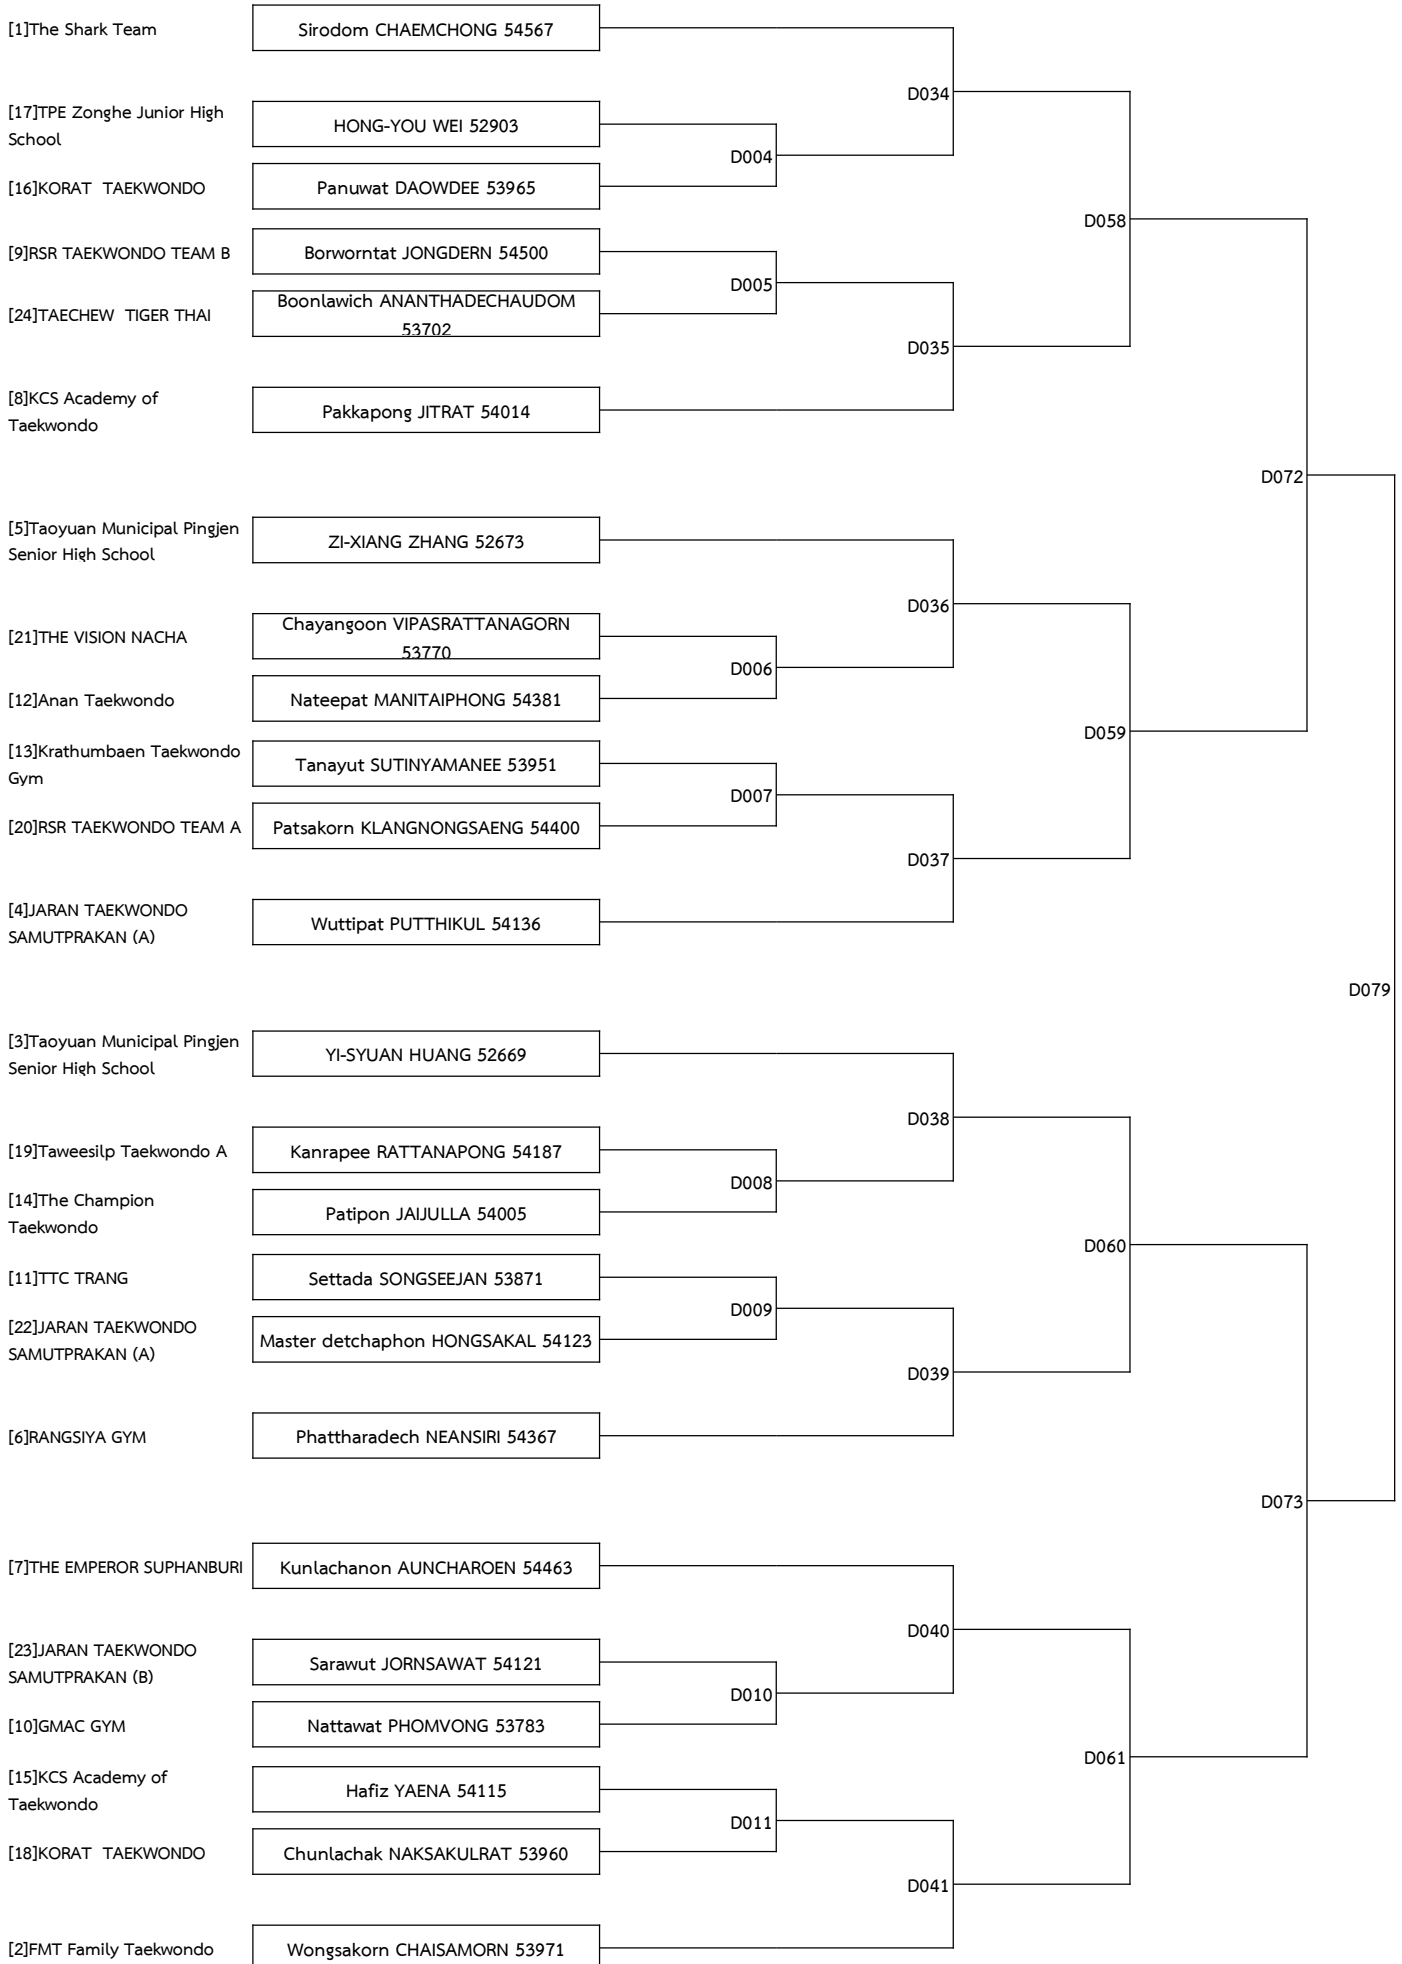 [1]The Shark Team
Sirodom CHAEMCHONG 54567
D034
[17]TPE Zonghe Junior High
School
HONG-YOU WEI 52903
D004
[16]KORAT  TAEKWONDO
Panuwat DAOWDEE 53965
D058
[9]RSR TAEKWONDO TEAM B
Borworntat JONGDERN 54500
D005
[24]TAECHEW  TIGER THAI
Boonlawich ANANTHADECHAUDOM
53702
D035
[8]KCS Academy of
Taekwondo
Pakkapong JITRAT 54014
D072
[5]Taoyuan Municipal Pingjen
Senior High School
ZI-XIANG ZHANG 52673
D036
[21]THE VISION NACHA
Chayangoon VIPASRATTANAGORN
53770
D006
[12]Anan Taekwondo
Nateepat MANITAIPHONG 54381
D059
[13]Krathumbaen Taekwondo
Gym
Tanayut SUTINYAMANEE 53951
D007
[20]RSR TAEKWONDO TEAM A
Patsakorn KLANGNONGSAENG 54400
D037
[4]JARAN TAEKWONDO
SAMUTPRAKAN (A)
Wuttipat PUTTHIKUL 54136
D079
[3]Taoyuan Municipal Pingjen
Senior High School
YI-SYUAN HUANG 52669
D038
[19]Taweesilp Taekwondo A
Kanrapee RATTANAPONG 54187
D008
[14]The Champion
Taekwondo
Patipon JAIJULLA 54005
D060
[11]TTC TRANG
Settada SONGSEEJAN 53871
D009
[22]JARAN TAEKWONDO
SAMUTPRAKAN (A)
Master detchaphon HONGSAKAL 54123
D039
[6]RANGSIYA GYM
Phattharadech NEANSIRI 54367
D073
[7]THE EMPEROR SUPHANBURI
Kunlachanon AUNCHAROEN 54463
D040
[23]JARAN TAEKWONDO
SAMUTPRAKAN (B)
Sarawut JORNSAWAT 54121
D010
[10]GMAC GYM
Nattawat PHOMVONG 53783
D061
[15]KCS Academy of
Taekwondo
Hafiz YAENA 54115
D011
[18]KORAT  TAEKWONDO
Chunlachak NAKSAKULRAT 53960
D041
[2]FMT Family Taekwondo
Wongsakorn CHAISAMORN 53971